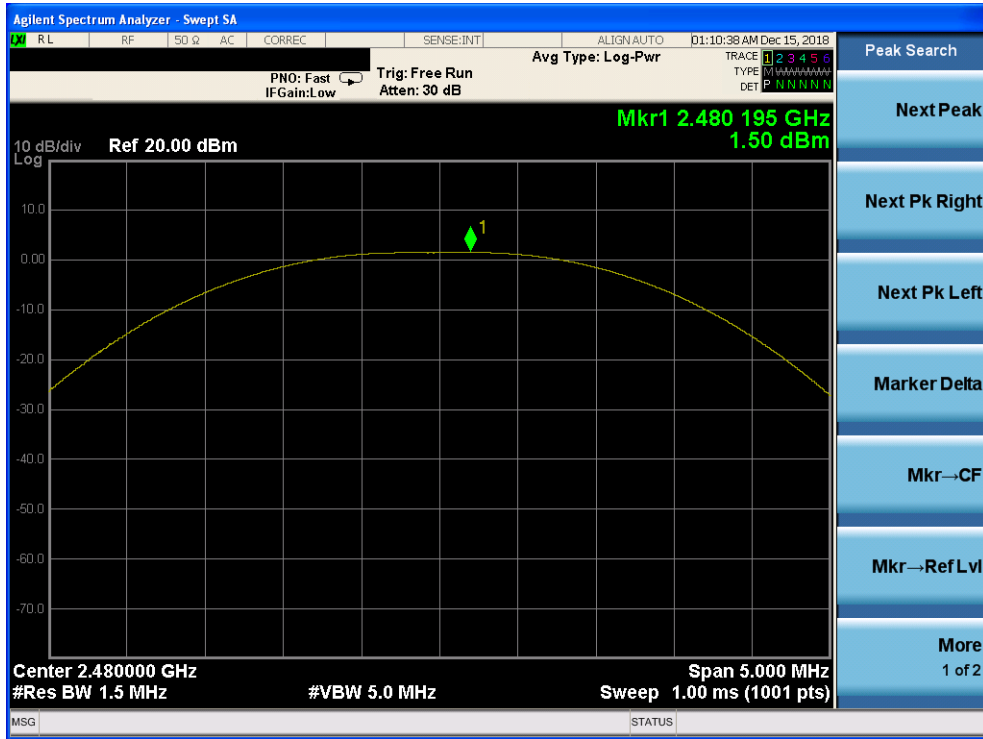 Agilent Spectrum Analyzer - Swept SA
LXI RL RF 50 Ω AC CORREC SENSE:INT ALIGNAUTO 01:10:38 AM Dec 15, 2018
Avg Type: Log-Pwr
TRACE 1 2 3 4 5 6
PNO: Fast Trig: Free Run
TYPE M
IFGain:Low Atten: 30 dB
DET P N N N N N
Mkr1 2.480 195 GHz
1.50 dBm
10 dB/div Ref 20.00 dBm
Log
10.0
1
0.00
-10.0
-20.0
-30.0
-40.0
-50.0
-60.0
-70.0
Center 2.480000 GHz Span 5.000 MHz
#Res BW 1.5 MHz #VBW 5.0 MHz Sweep 1.00 ms (1001 pts)
MSG STATUS
Peak Search
Next Peak
Next Pk Right
Next Pk Left
Marker Delta
Mkr→CF
Mkr→Ref Lvl
More
1 of 2